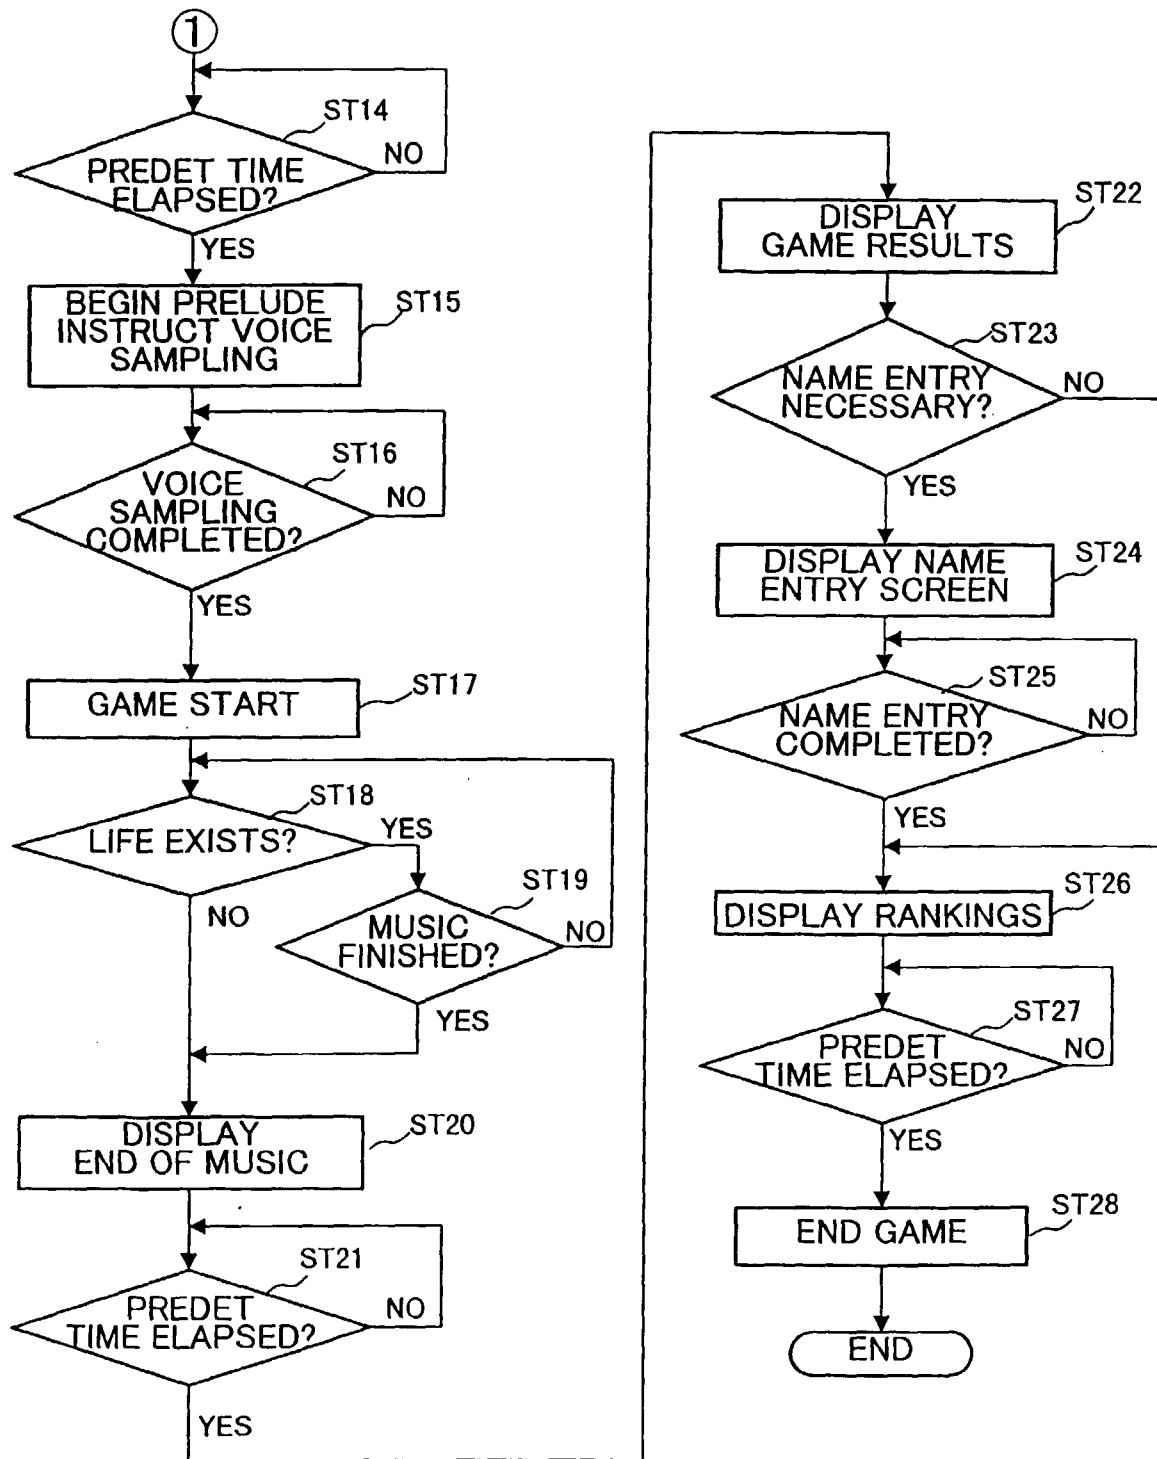 1
ST14
PREDET TIME
ELAPSED?
NO
YES
BEGIN PRELUDE
INSTRUCT VOICE
SAMPLING
ST15
ST16
VOICE
SAMPLING
COMPLETED?
NO
YES
GAME START
ST17
ST18
LIFE EXISTS?
YES
NO
ST19
MUSIC
FINISHED?
NO
YES
DISPLAY
END OF MUSIC
ST20
ST21
PREDET
TIME ELAPSED?
NO
YES
DISPLAY
GAME RESULTS
ST22
ST23
NAME ENTRY
NECESSARY?
NO
YES
DISPLAY NAME
ENTRY SCREEN
ST24
ST25
NAME ENTRY
COMPLETED?
NO
YES
DISPLAY RANKINGS
ST26
ST27
PREDET
TIME ELAPSED?
NO
YES
END GAME
ST28
END